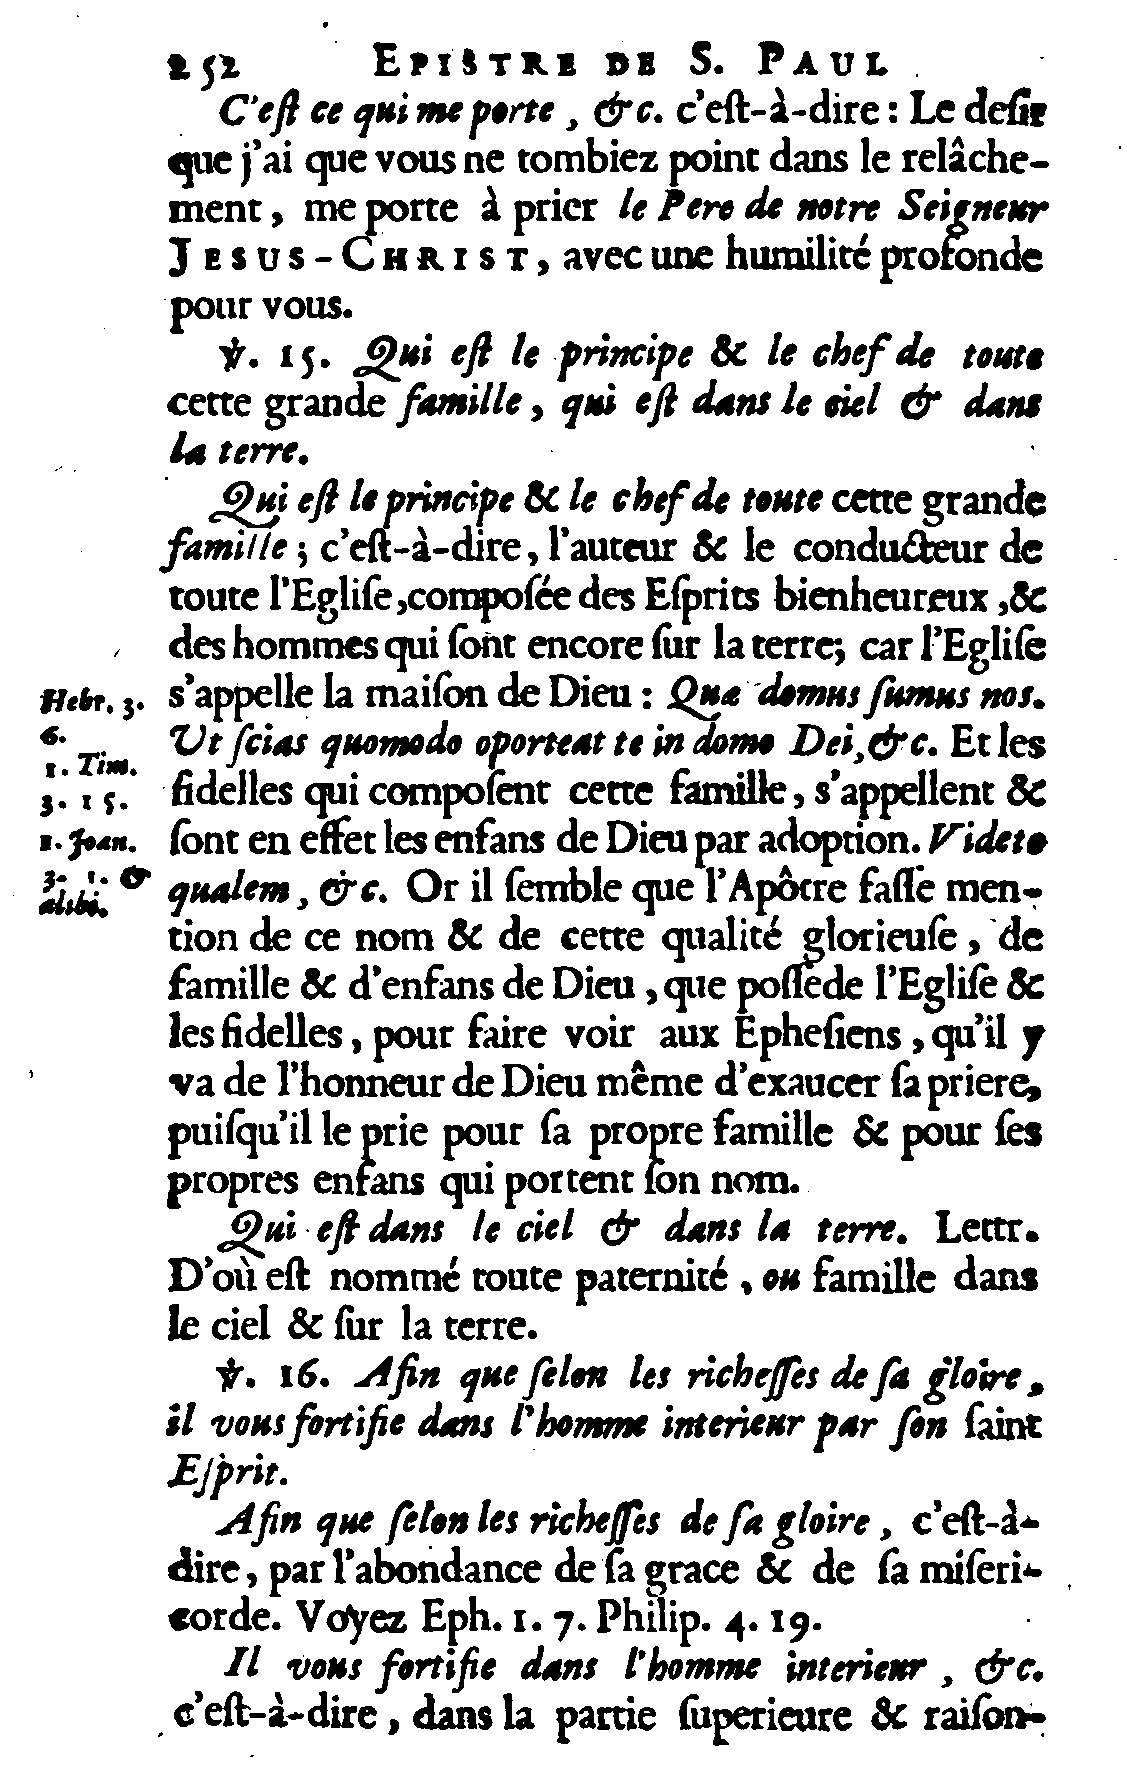 252 EPISTRE DE S. PAUL
C'eſt ce qui me porte, &c. c'eſt-à-dire : Le deſir
que j'ai que vous ne tombiez point dans le relâche-
ment, me porte à prier le Pere de notre Seigneur
JESUS-CHRIST, avec une humilité profonde
pour vous.
℣. 15. Qui eſt le principe & le chef de toute
cette grande famille, qui eſt dans le ciel & dans
la terre.
Qui eſt le principe & le chef de toute cette grande
famille ; c'eſt-à-dire, l'auteur & le conducteur de
toute l'Egliſe, compoſée des Eſprits bienheureux, &
des hommes qui ſont encore ſur la terre; car l'Egliſe
s'appelle la maiſon de Dieu : Quæ domus ſumus nos.
Ut ſcias quomodo oporteat te in domo Dei, &c. Et les
fidelles qui compoſent cette famille, s'appellent &
ſont en effet les enfans de Dieu par adoption. Videte
qualem, &c. Or il ſemble que l'Apôtre faſſe men-
tion de ce nom & de cette qualité glorieuſe, de
famille & d'enfans de Dieu, que poſſède l'Egliſe &
les fidelles, pour faire voir aux Epheſiens, qu'il y
va de l'honneur de Dieu même d'exaucer ſa priere,
puiſqu'il le prie pour ſa propre famille & pour ſes
propres enfans qui portent ſon nom.
Qui eſt dans le ciel & dans la terre. Lettr.
D'où eſt nommé toute paternité, ou famille dans
le ciel & ſur la terre.
℣. 16. Afin que ſelon les richeſſes de ſa gloire,
il vous fortifie dans l'homme interieur par ſon ſaint
Eſprit.
Afin que ſelon les richeſſes de ſa gloire, c'eſt-à-
dire, par l'abondance de ſa grace & de ſa miſeri-
corde. Voyez Eph. 1. 7. Philip. 4. 19.
Il vous fortifie dans l'homme interieur, &c.
c'eſt-à-dire, dans la partie ſuperieure & raiſon-
Hebr. 3.
6.
1. Tim.
3. 15.
1. Joan.
3. 1. &
alibi.